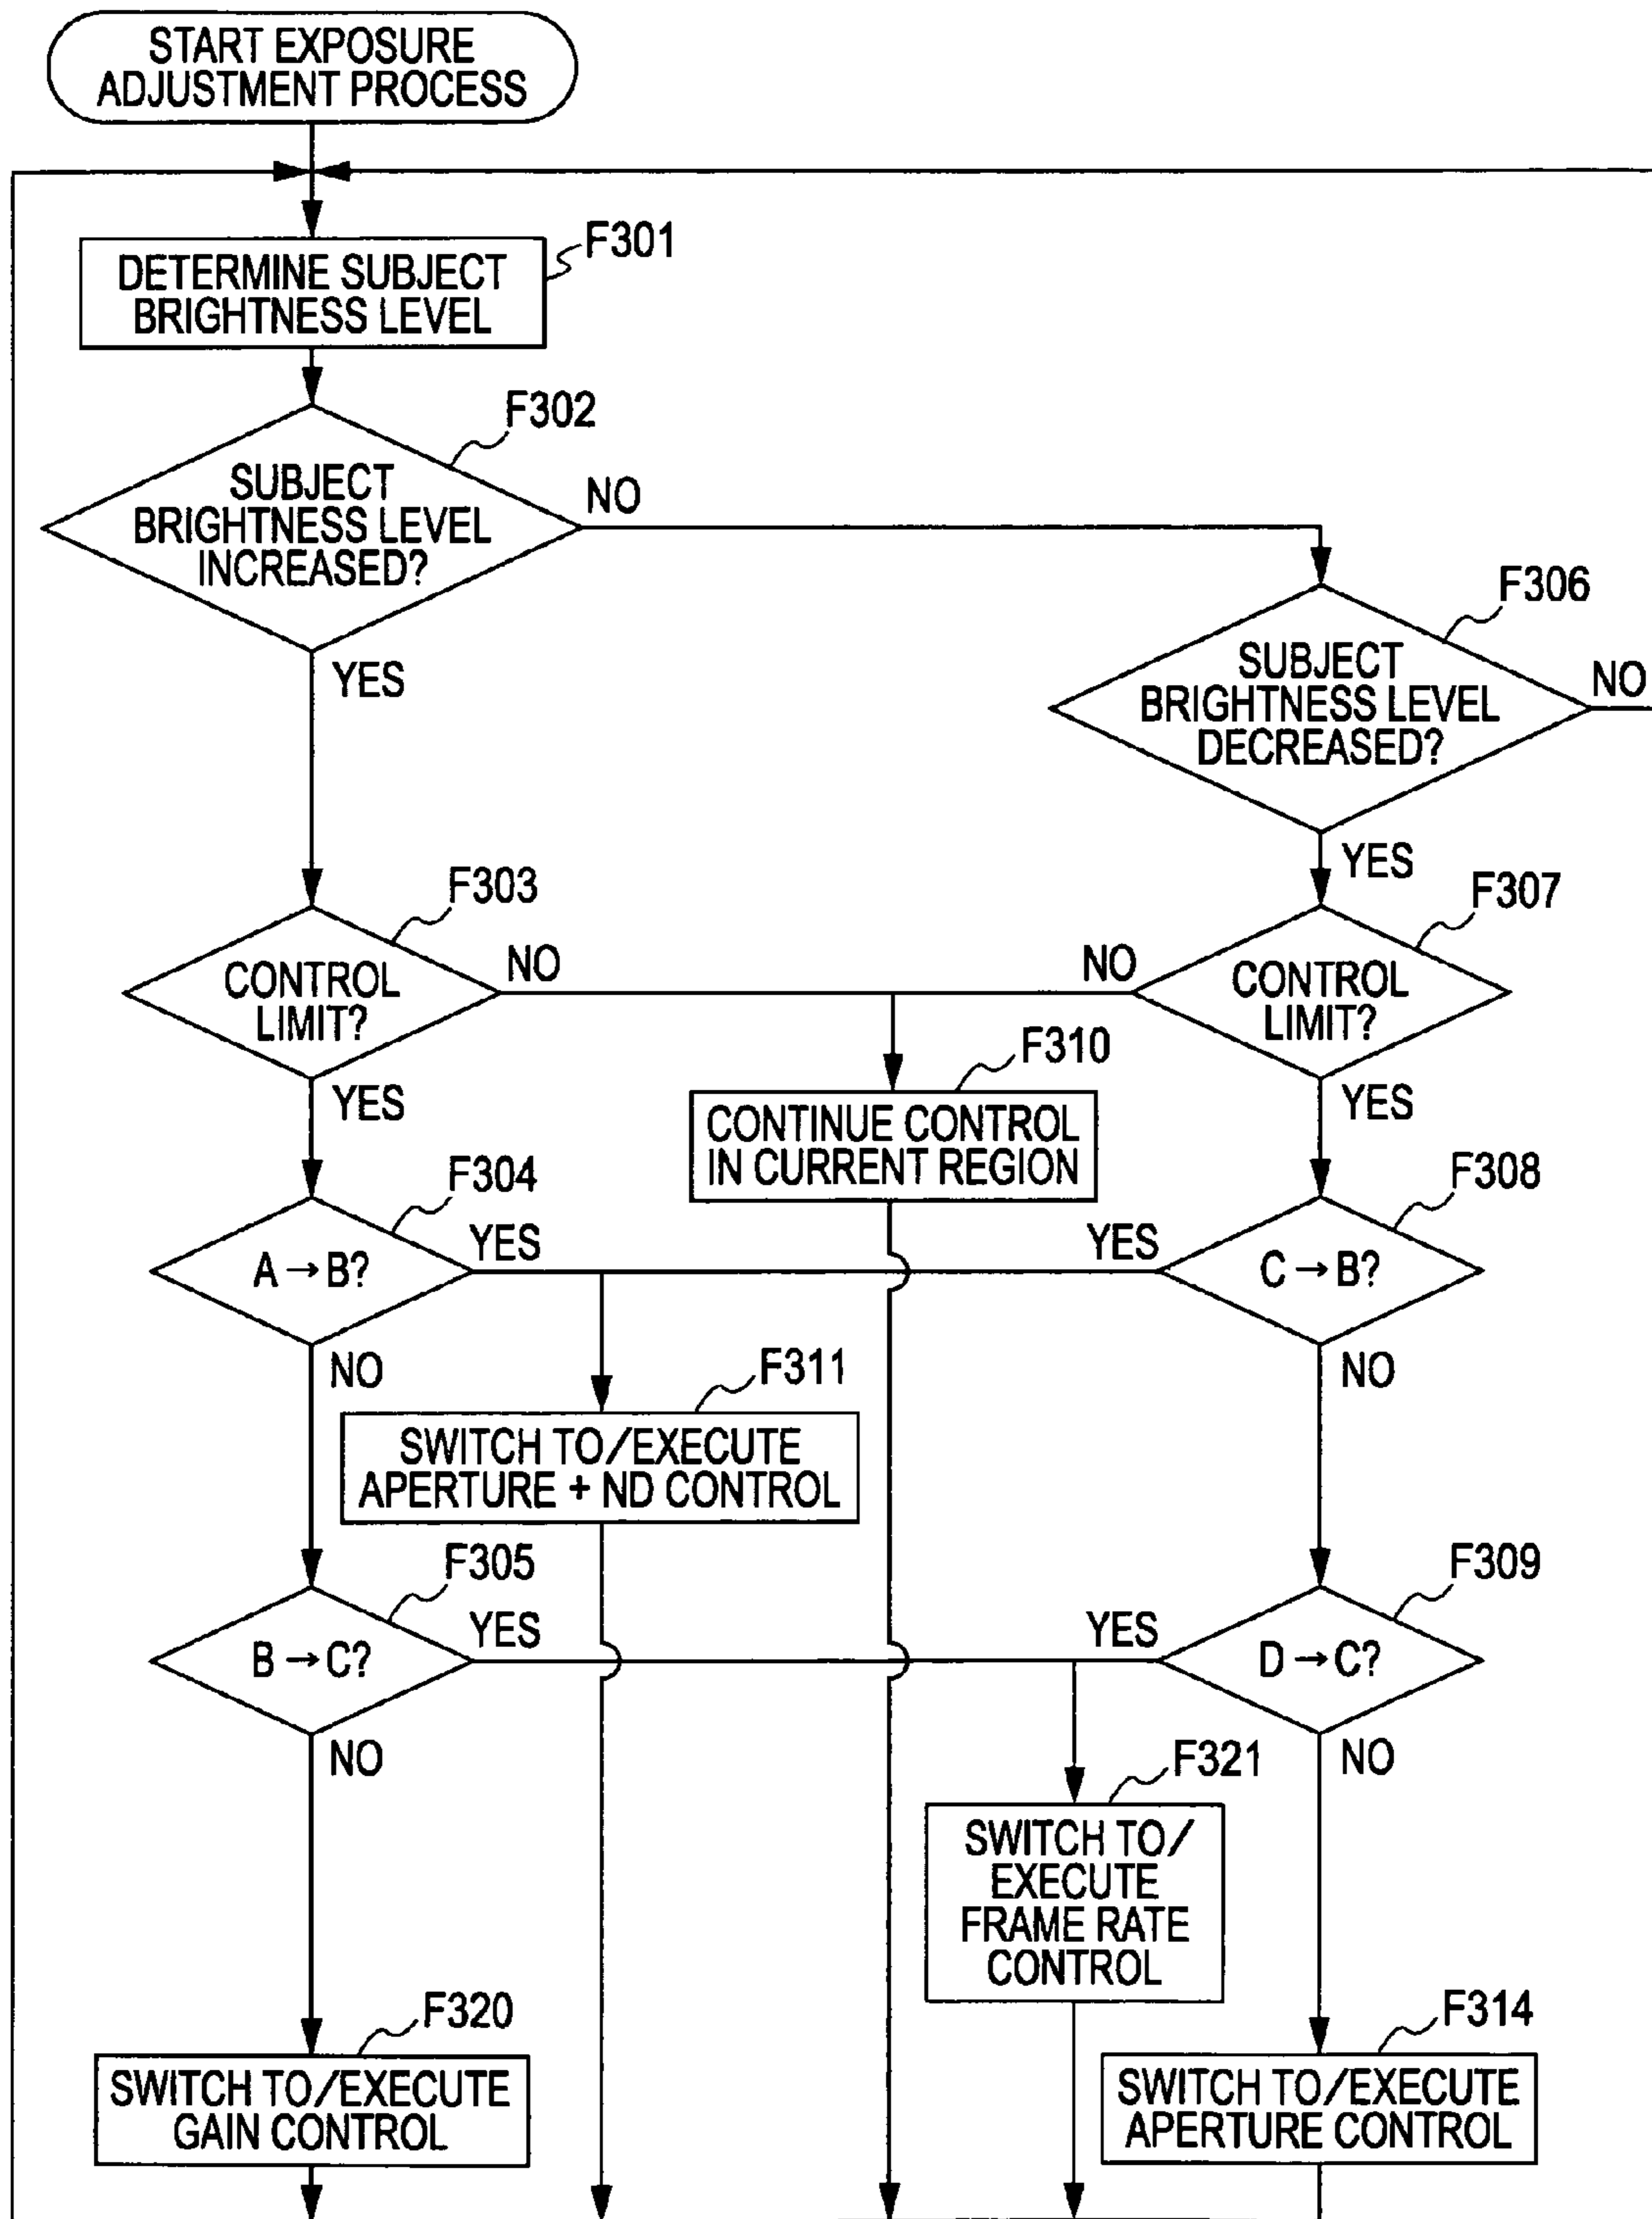 START EXPOSURE
ADJUSTMENT PROCESS
F301
DETERMINE SUBJECT
BRIGHTNESS LEVEL
F302
SUBJECT
BRIGHTNESS LEVEL
INCREASED?
NO
YES
F306
SUBJECT
BRIGHTNESS LEVEL
DECREASED?
NO
YES
F303
CONTROL
LIMIT?
NO
YES
F307
CONTROL
LIMIT?
NO
YES
F310
CONTINUE CONTROL
IN CURRENT REGION
F304
A → B?
YES
NO
F308
C → B?
YES
NO
F311
SWITCH TO/EXECUTE
APERTURE + ND CONTROL
F305
B → C?
YES
NO
F309
D → C?
YES
NO
F321
SWITCH TO/
EXECUTE
FRAME RATE
CONTROL
F320
SWITCH TO/EXECUTE
GAIN CONTROL
F314
SWITCH TO/EXECUTE
APERTURE CONTROL